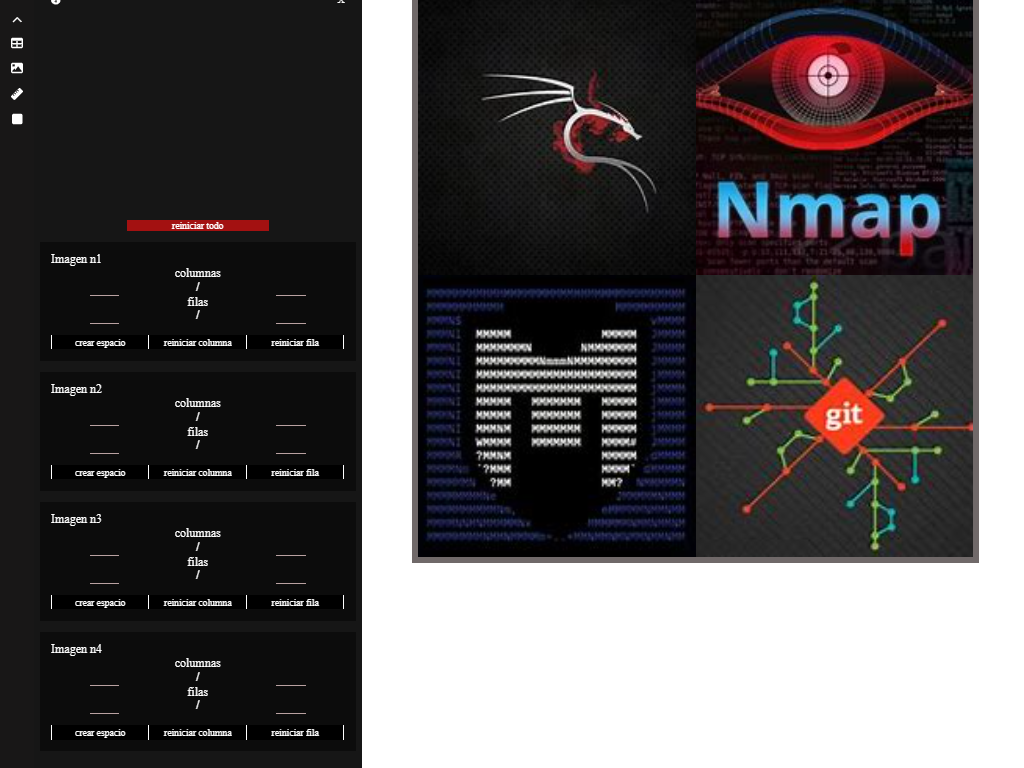 x
reiniciar todo
Imagen n1
columnas
/
filas
/
crear espacio
reiniciar columna
reiniciar fila
Imagen n2
columnas
/
filas
/
crear espacio
reiniciar columna
reiniciar fila
Imagen n3
columnas
/
filas
/
crear espacio
reiniciar columna
reiniciar fila
Imagen n4
columnas
/
filas
/
crear espacio
reiniciar columna
reiniciar fila
Nmap
git